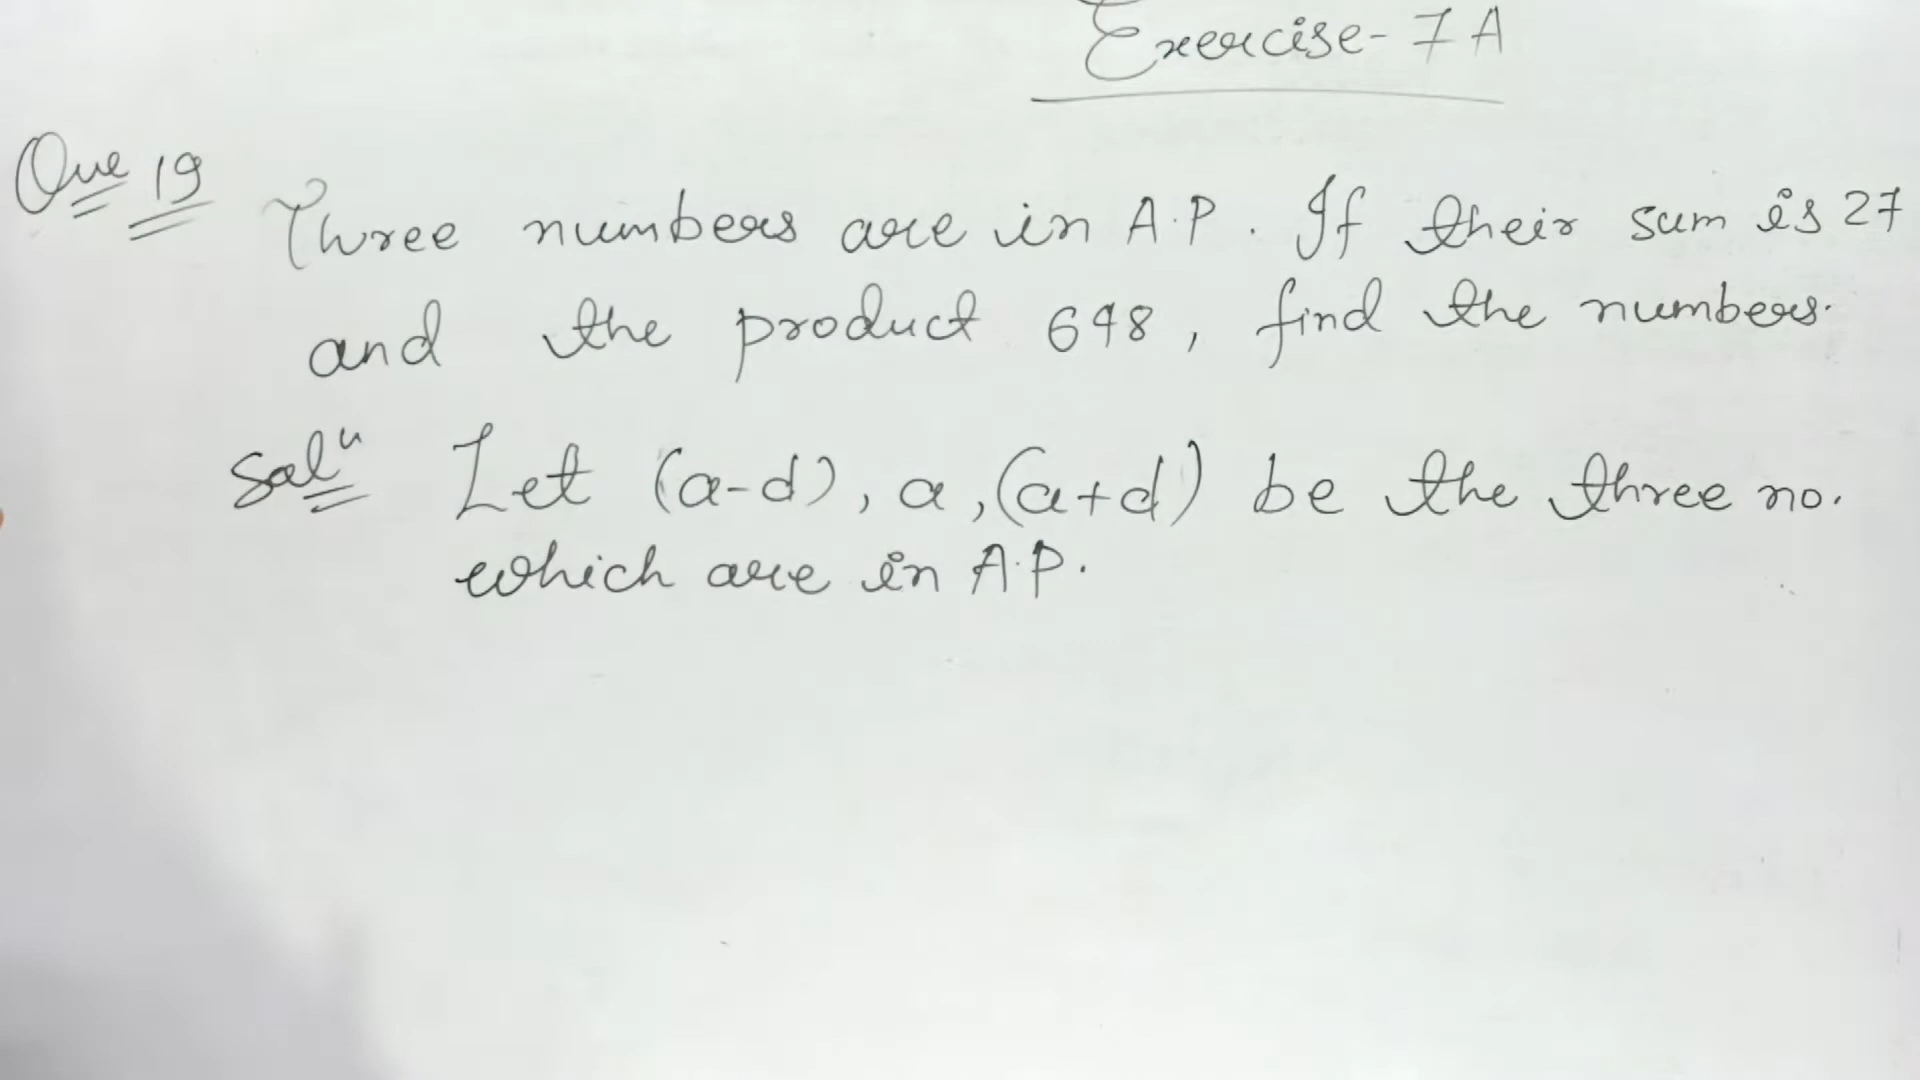 Exercise-7A
Que 19
Three numbers are in A.P. If their sum is 27
and the product 648, find the numbers.
Solⁿ Let (a-d), a, (a+d) be the three no.
which are in A.P.